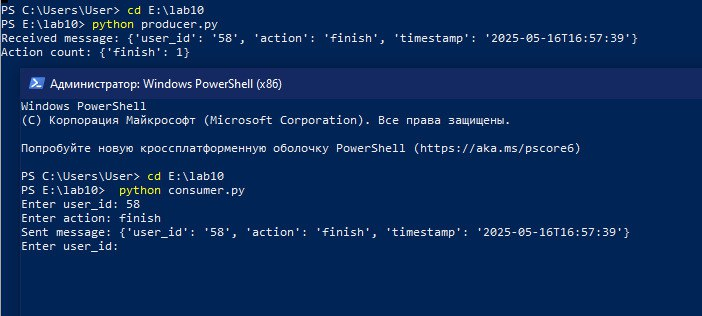 PS C:\Users\User> cd E:\lab10
PS E:\lab10> python producer.py
Received message: {'user_id': '58', 'action': 'finish', 'timestamp': '2025-05-16T16:57:39'}
Action count: {'finish': 1}
Администратор: Windows PowerShell (x86)
Windows PowerShell
(C) Корпорация Майкрософт (Microsoft Corporation). Все права защищены.
Попробуйте новую кроссплатформенную оболочку PowerShell (https://aka.ms/pscore6)
PS C:\Users\User> cd E:\lab10
PS E:\lab10>  python consumer.py
Enter user_id: 58
Enter action: finish
Sent message: {'user_id': '58', 'action': 'finish', 'timestamp': '2025-05-16T16:57:39'}
Enter user_id: